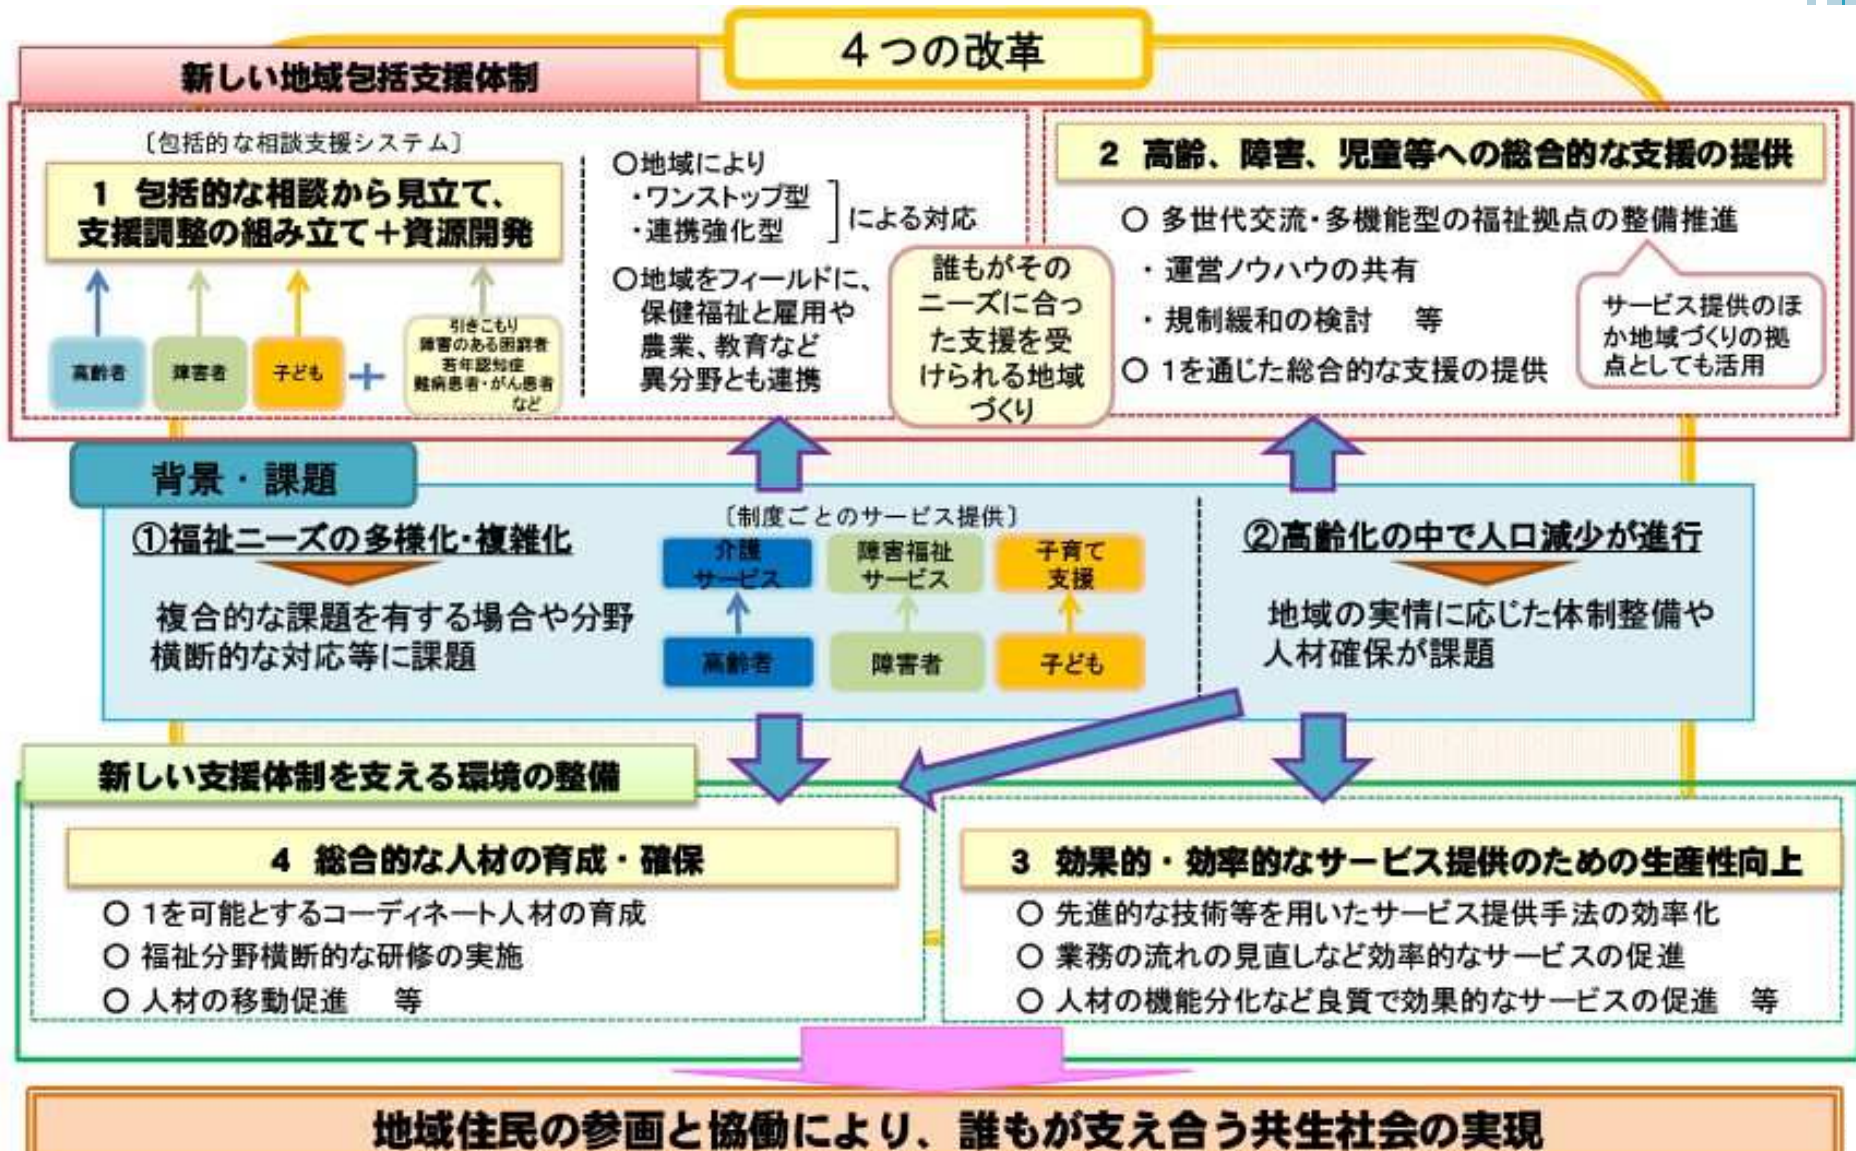 4つの改革
新しい地域包括支援体制
〔包括的な相談支援システム〕
1 包括的な相談から見立て、
支援調整の組み立て＋資源開発
高齢者
障害者
子ども
＋
引きこもり
障害のある困窮者
若年認知症
難病患者・がん患者
など
○地域により
・ワンストップ型
・連携強化型
による対応
○地域をフィールドに、
保健福祉と雇用や
農業、教育など
異分野とも連携
誰もがその
ニーズに合っ
た支援を受
けられる地域
づくり
2 高齢、障害、児童等への総合的な支援の提供
○ 多世代交流・多機能型の福祉拠点の整備推進
・ 運営ノウハウの共有
・ 規制緩和の検討 等
○ 1を通じた総合的な支援の提供
サービス提供のほ
か地域づくりの拠
点としても活用
背景・課題
①福祉ニーズの多様化・複雑化
複合的な課題を有する場合や分野
横断的な対応等に課題
〔制度ごとのサービス提供〕
介護
サービス
障害福祉
サービス
子育て
支援
高齢者
障害者
子ども
②高齢化の中で人口減少が進行
地域の実情に応じた体制整備や
人材確保が課題
新しい支援体制を支える環境の整備
4 総合的な人材の育成・確保
○ 1を可能とするコーディネート人材の育成
○ 福祉分野横断的な研修の実施
○ 人材の移動促進 等
3 効果的・効率的なサービス提供のための生産性向上
○ 先進的な技術等を用いたサービス提供手法の効率化
○ 業務の流れの見直しなど効率的なサービスの促進
○ 人材の機能分化など良質で効果的なサービスの促進 等
地域住民の参画と協働により、誰もが支え合う共生社会の実現